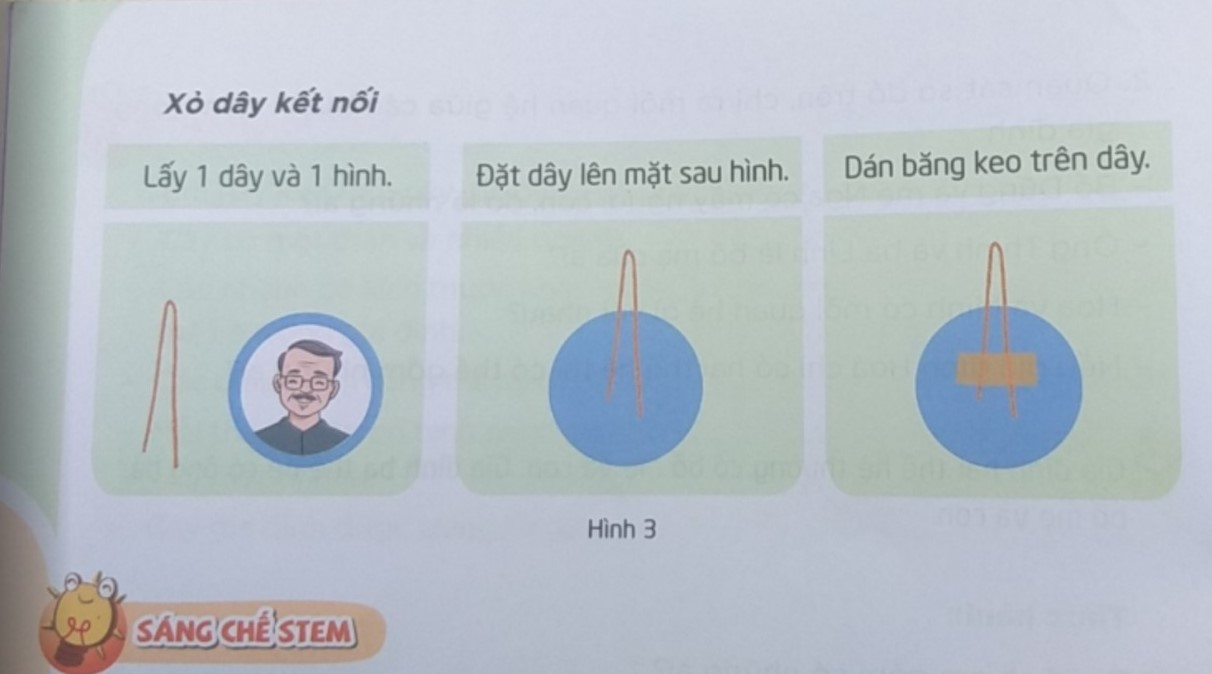 Xỏ dây kết nối
Lấy 1 dây và 1 hình.
Đặt dây lên mặt sau hình.
Dán băng keo trên dây.
Hình 3
SÁNG CHẾ STEM